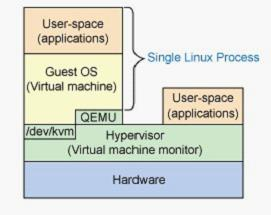 User-space
(applications)
Single Linux Process
Guest OS
(Virtual machine)
QEMU
User-space
(applications)
/dev/kvm
Hypervisor
(Virtual machine monitor)
Hardware